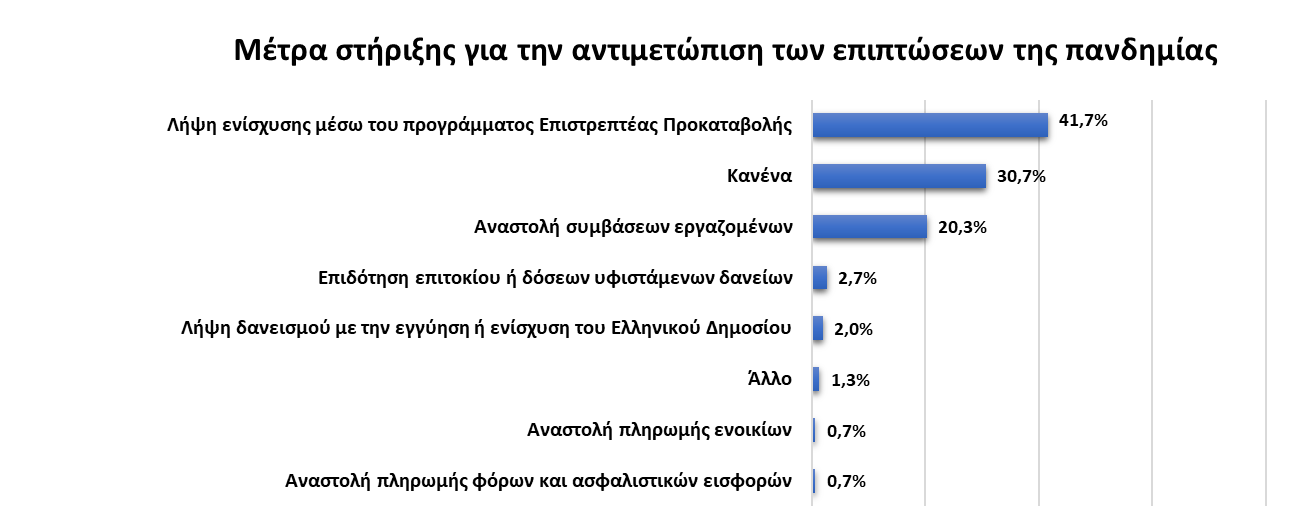 Μέτρα στήριξης για την αντιμετώπιση των επιπτώσεων της πανδημίας
Λήψη ενίσχυσης μέσω του προγράμματος Επιστρεπτέας Προκαταβολής 41,7%
Κανένα 30,7%
Αναστολή συμβάσεων εργαζομένων 20,3%
Επιδότηση επιτοκίου ή δόσεων υφιστάμενων δανείων 2,7%
Λήψη δανεισμού με την εγγύηση ή ενίσχυση του Ελληνικού Δημοσίου 2,0%
Άλλο 1,3%
Αναστολή πληρωμής ενοικίων 0,7%
Αναστολή πληρωμής φόρων και ασφαλιστικών εισφορών 0,7%